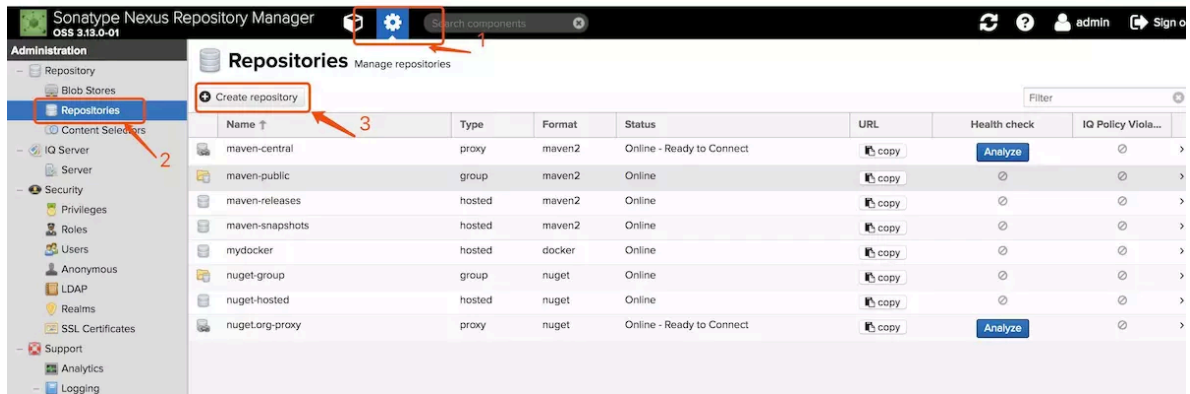 Sonatype Nexus Repository Manager
OSS 3.13.0-01
Search components
admin
Sign o
1
Administration
Repository
Blob Stores
Repositories
Content Selectors
IQ Server
Server
Security
Privileges
Roles
Users
Anonymous
LDAP
Realms
SSL Certificates
Support
Analytics
Logging
2
Repositories Manage repositories
Create repository
3
Filter
Name Type Format Status URL Health check IQ Policy Viola...
maven-central proxy maven2 Online - Ready to Connect copy Analyze
maven-public group maven2 Online copy
maven-releases hosted maven2 Online copy
maven-snapshots hosted maven2 Online copy
mydocker hosted docker Online copy
nuget-group group nuget Online copy
nuget-hosted hosted nuget Online copy
nuget.org-proxy proxy nuget Online - Ready to Connect copy Analyze